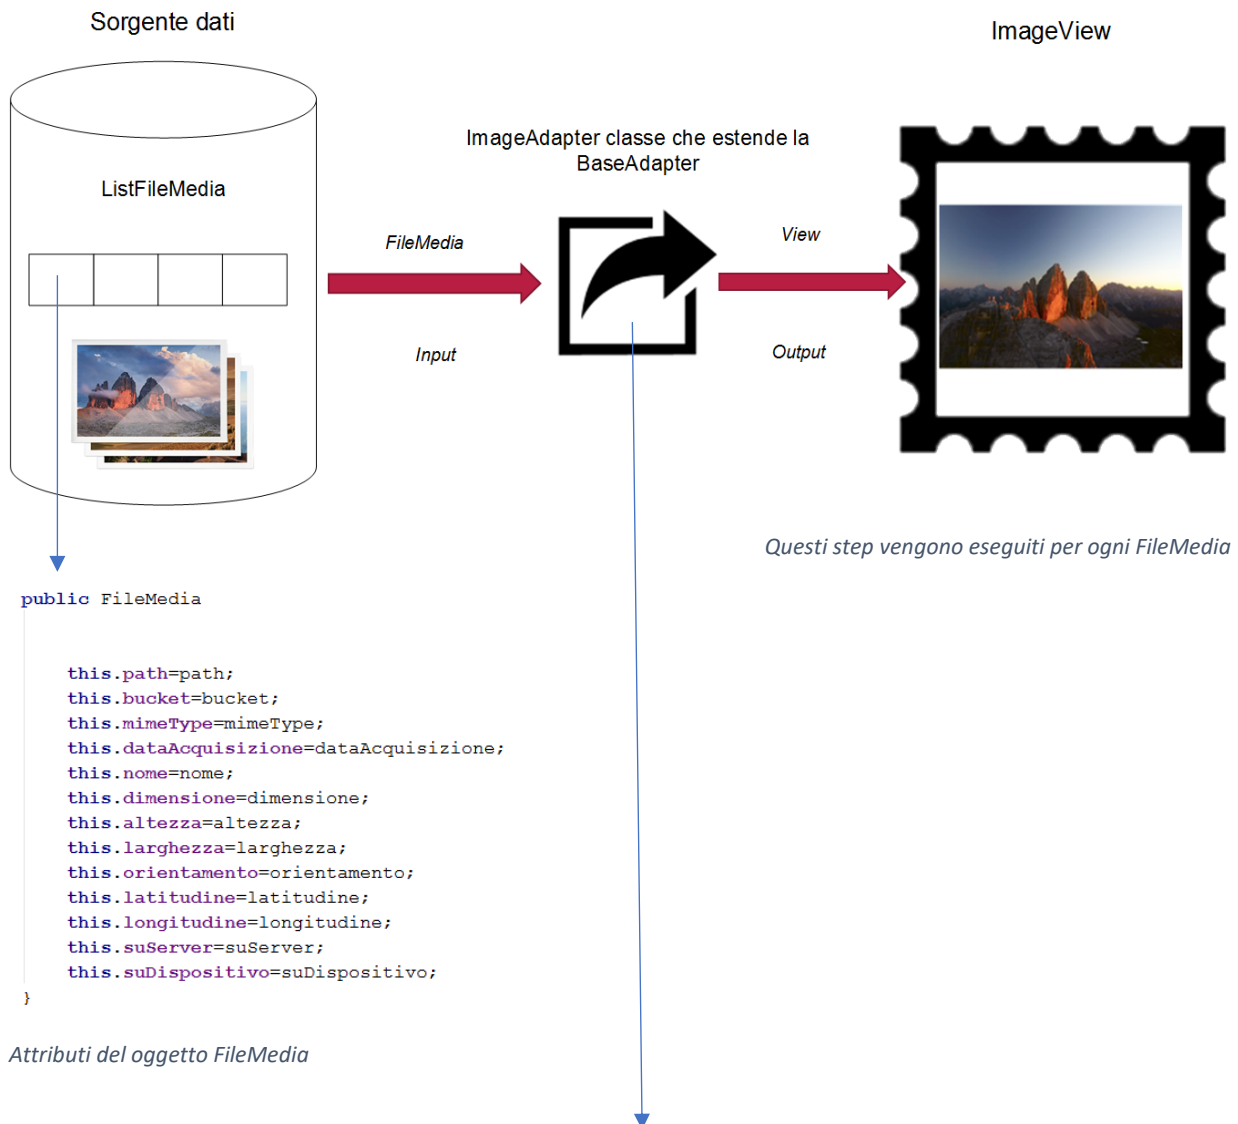 Sorgente dati
ImageView
ImageAdapter classe che estende la
BaseAdapter
ListFileMedia
FileMedia
View
Input
Output
Questi step vengono eseguiti per ogni FileMedia
public FileMedia
this.path=path;
this.bucket=bucket;
this.mimeType=mimeType;
this.dataAcquisizione=dataAcquisizione;
this.nome=nome;
this.dimensione=dimensione;
this.altezza=altezza;
this.larghezza=larghezza;
this.orientamento=orientamento;
this.latitudine=latitudine;
this.longitudine=longitudine;
this.suServer=suServer;
this.suDispositivo=suDispositivo;
}
Attributi del oggetto FileMedia